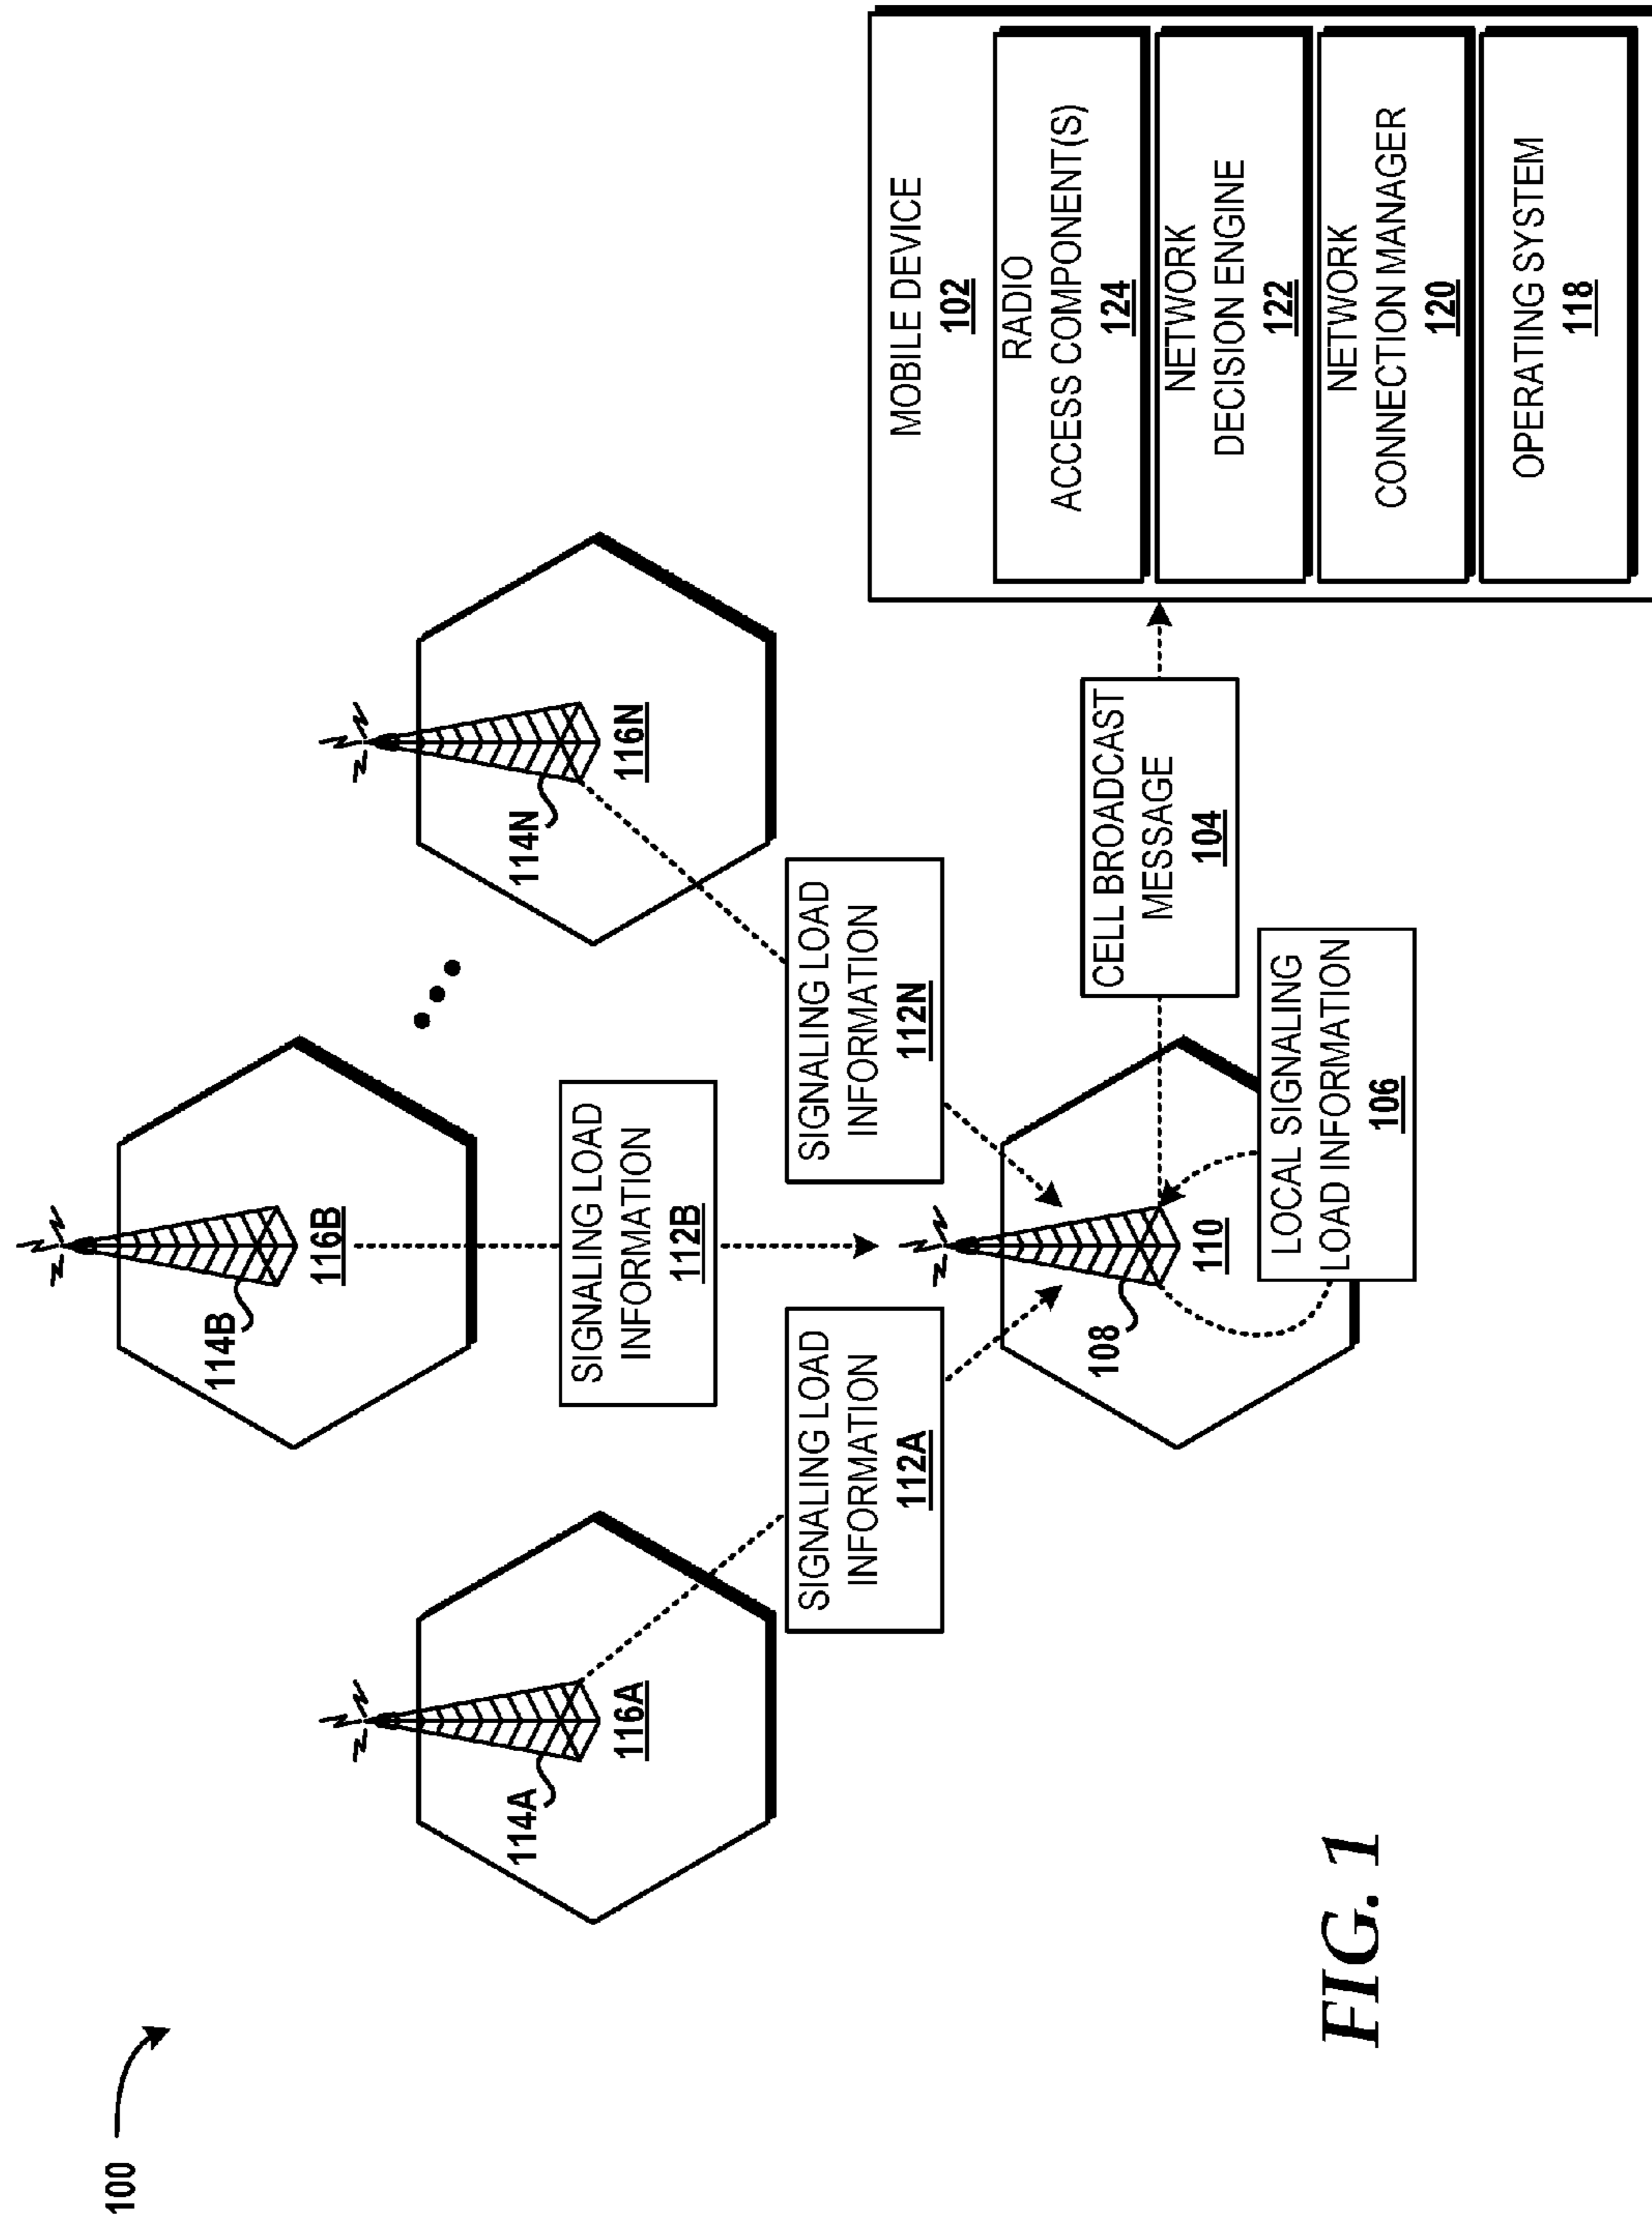 100
114B
116B
114A
116A
114N
116N
SIGNALING LOAD
INFORMATION
112B
SIGNALING LOAD
INFORMATION
112A
SIGNALING LOAD
INFORMATION
112N
108
110
LOCAL SIGNALING
LOAD INFORMATION
106
CELL BROADCAST
MESSAGE
104
MOBILE DEVICE
102
RADIO
ACCESS COMPONENT(S)
124
NETWORK
DECISION ENGINE
122
NETWORK
CONNECTION MANAGER
120
OPERATING SYSTEM
118
FIG. 1